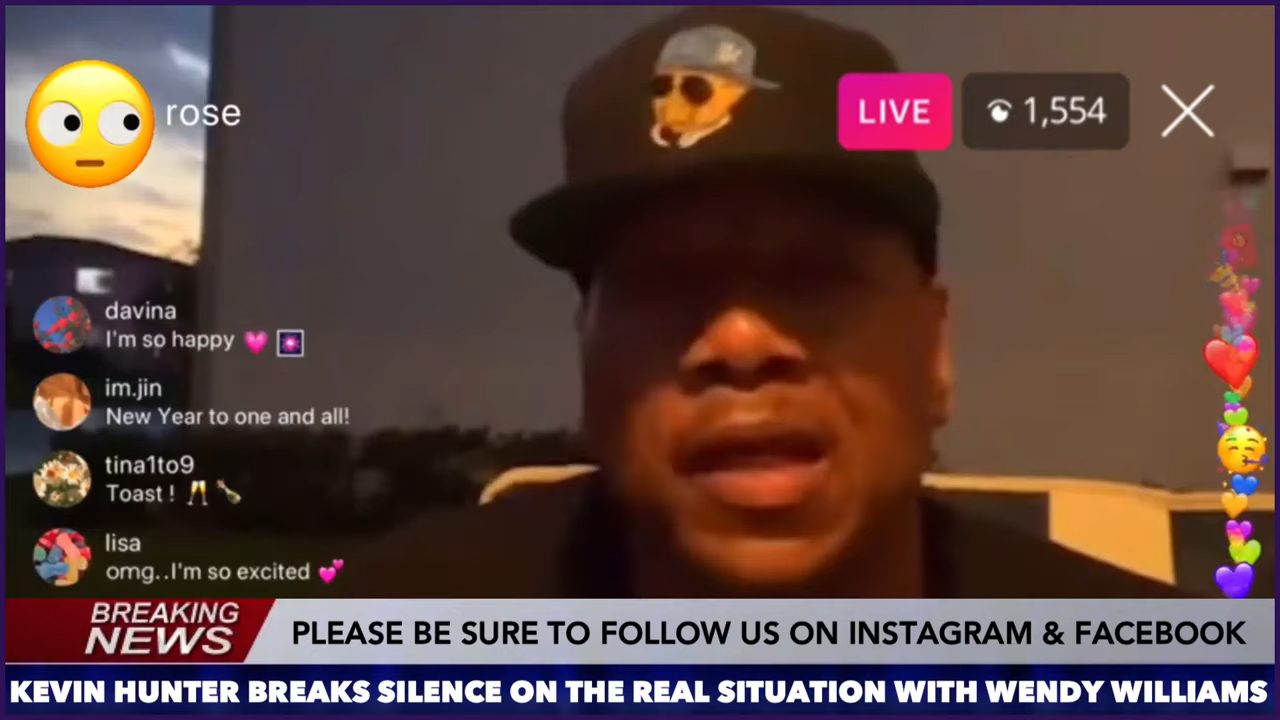 rose
LIVE
1,554
davina
I'm so happy
im.jin
New Year to one and all!
tina1to9
Toast !
lisa
omg..I'm so excited
BREAKING
NEWS
PLEASE BE SURE TO FOLLOW US ON INSTAGRAM & FACEBOOK
KEVIN HUNTER BREAKS SILENCE ON THE REAL SITUATION WITH WENDY WILLIAMS